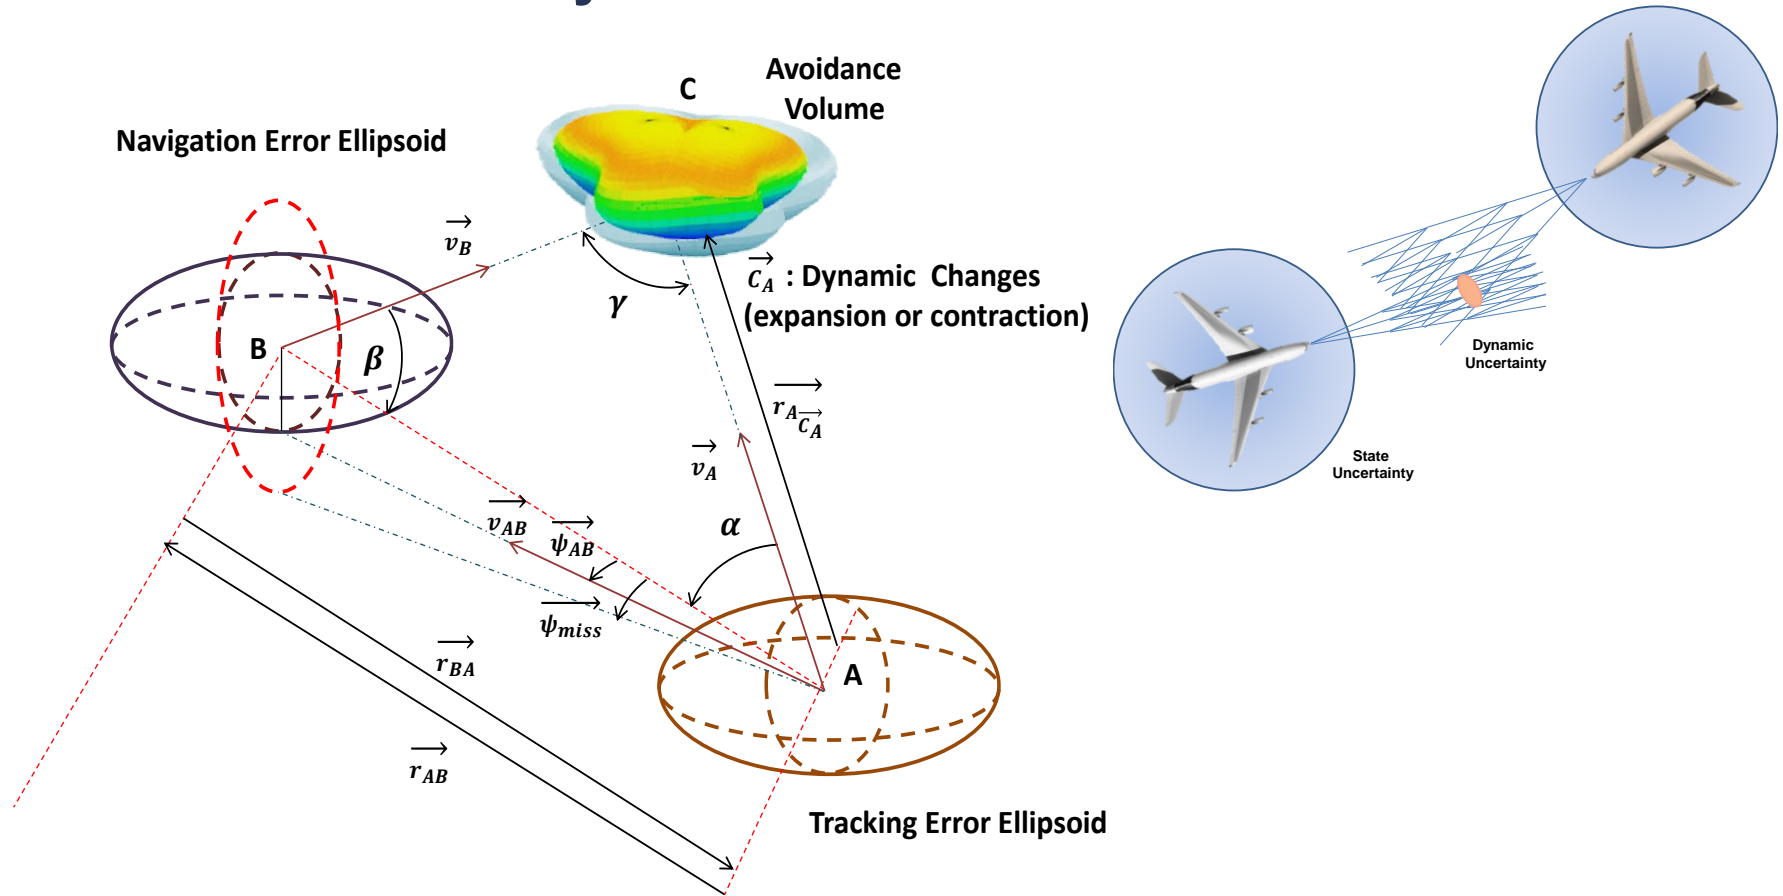 C
Avoidance
Volume
Navigation Error Ellipsoid
v_B
C_A : Dynamic Changes
(expansion or contraction)
γ
B
β
r_A C_A
v_A
α
v_AB
ψ_AB
ψ_miss
r_BA
r_AB
A
Tracking Error Ellipsoid
Dynamic
Uncertainty
State
Uncertainty